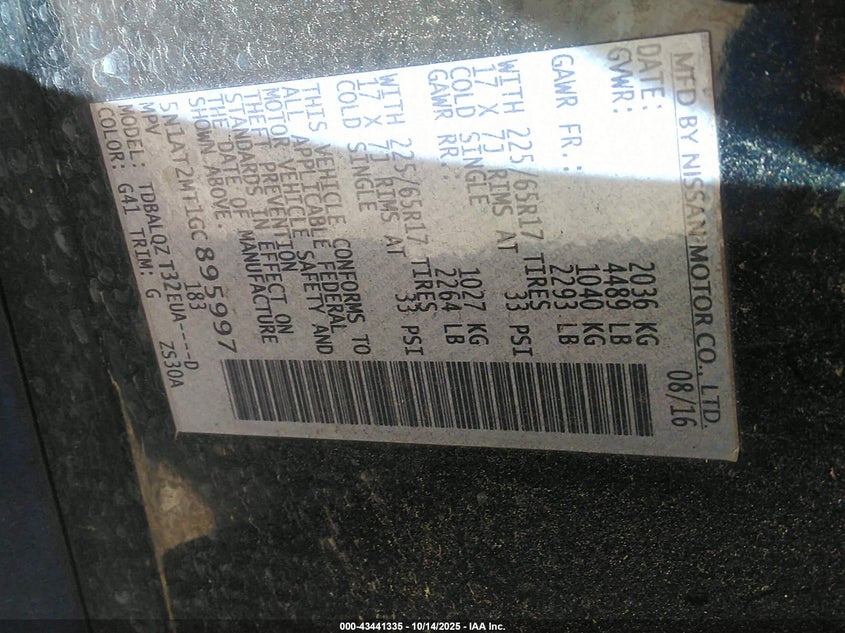 MFD BY NISSAN MOTOR CO., LTD.
DATE: 08/16
GVWR: 2036 KG
4489 LB
GAWR FR.: 1040 KG
2293 LB
WITH 225/65R17 TIRES
17 X 7J RIMS AT 33 PSI
COLD SINGLE
GAWR RR: 1027 KG
2264 LB
WITH 225/65R17 TIRES
17 X 7J RIMS AT 33 PSI
COLD SINGLE
THIS VEHICLE CONFORMS TO
ALL APPLICABLE FEDERAL
MOTOR VEHICLE SAFETY AND
THEFT PREVENTION
STANDARDS IN EFFECT ON
THE DATE OF MANUFACTURE
SHOWN ABOVE.
5N1AT2MT1GC895997
MPV 183
MODEL: TDBALQZ T32EUA----D
COLOR: G41 TRIM: G ZS30A
000-43441335 - 10/14/2025 - IAA Inc.